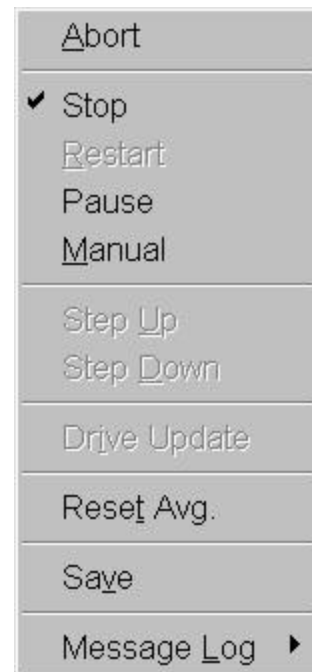 Abort
Stop
Restart
Pause
Manual
Step Up
Step Down
Drive Update
Reset Avg.
Save
Message Log